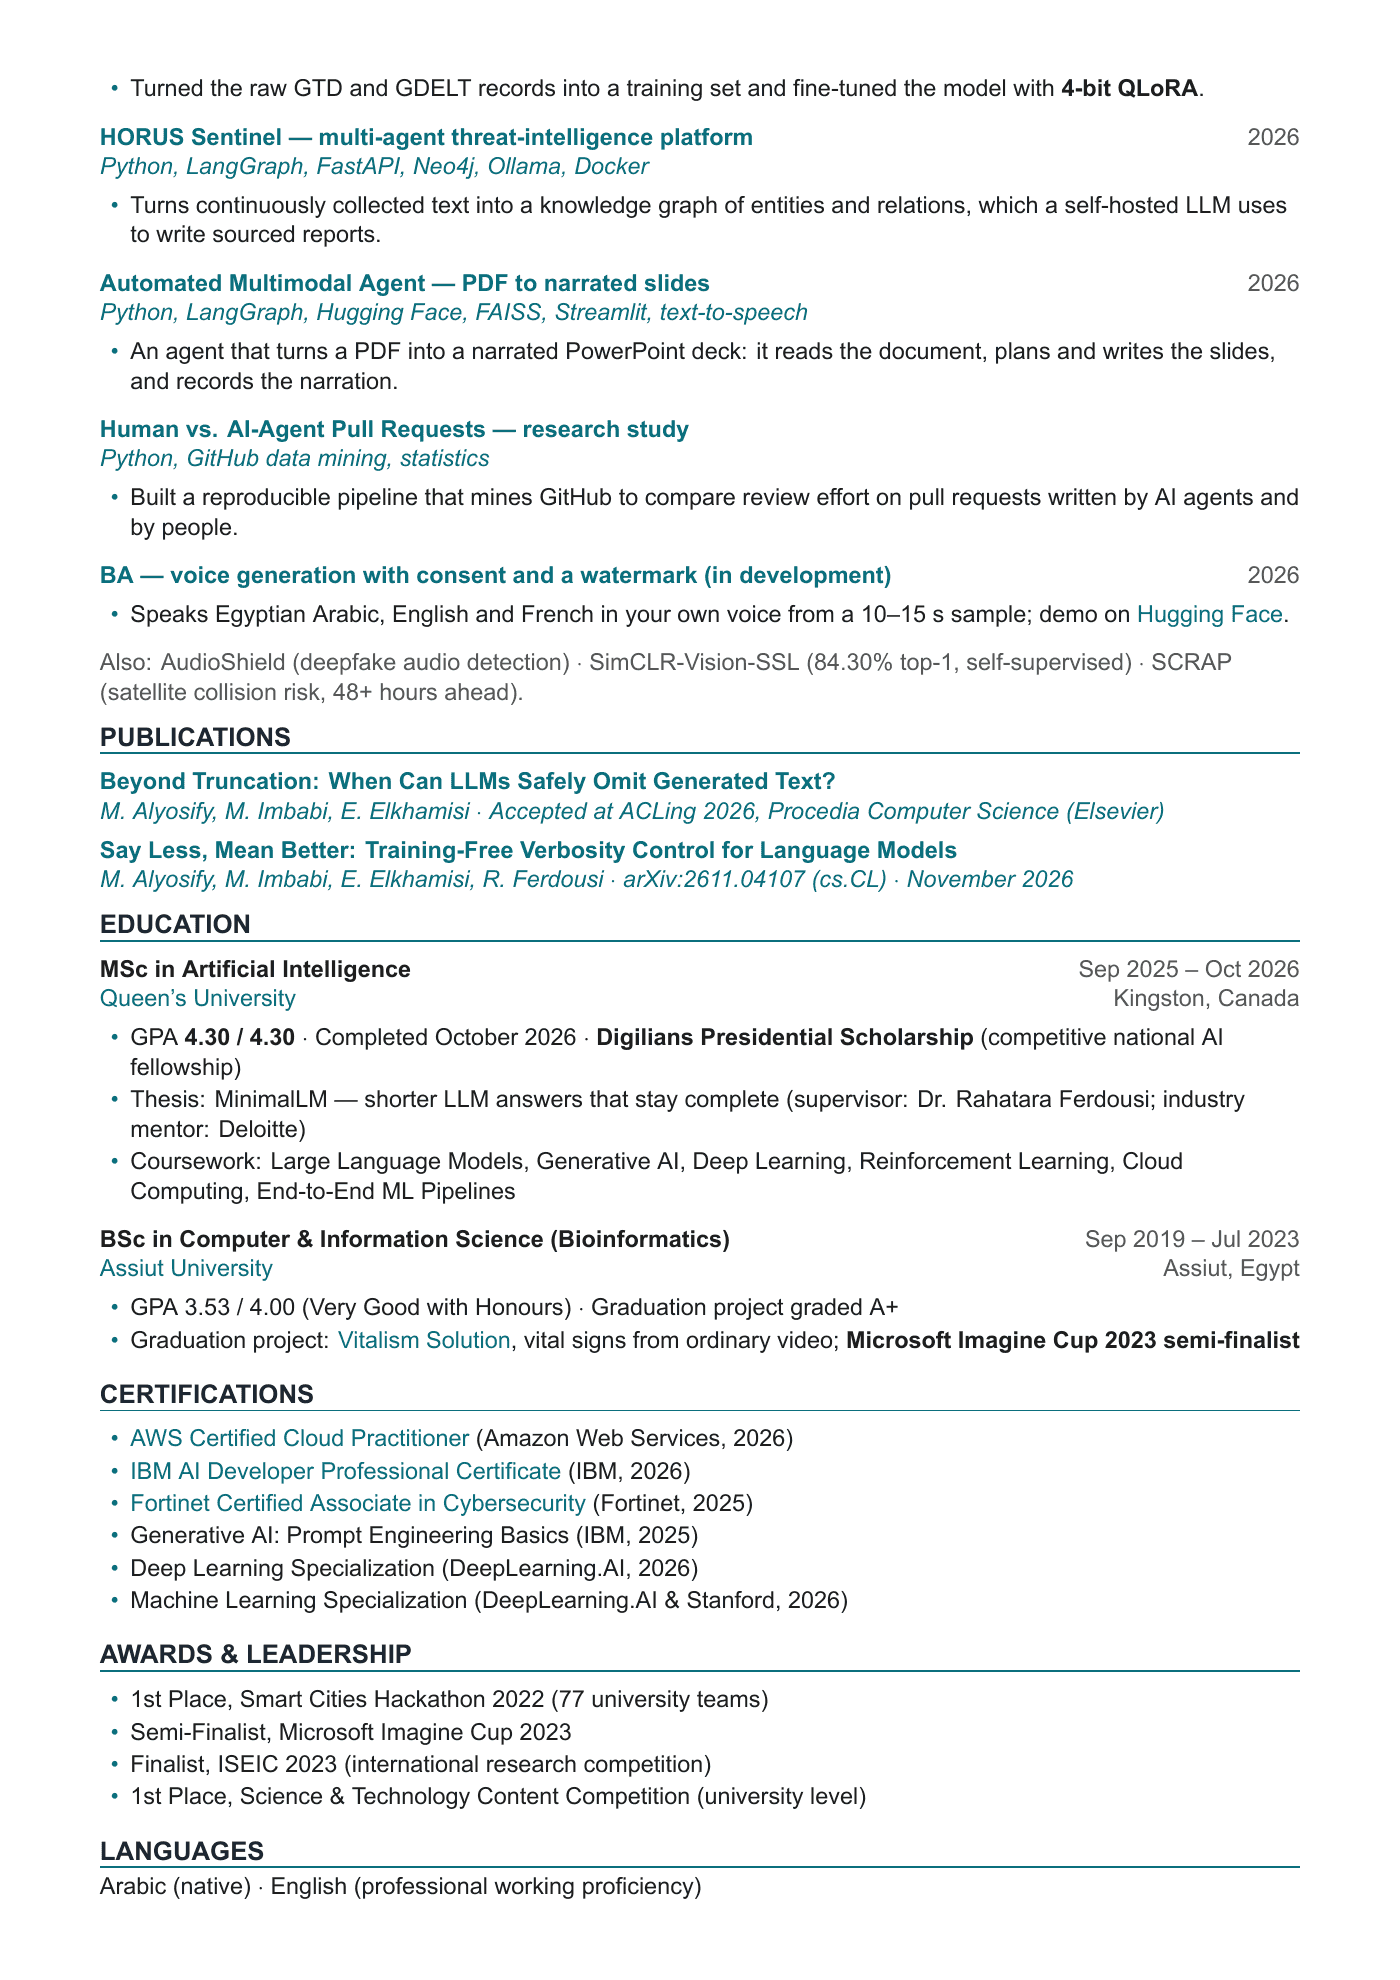 • Turned the raw GTD and GDELT records into a training set and fine-tuned the model with 4-bit QLoRA.
HORUS Sentinel — multi-agent threat-intelligence platform 2026
Python, LangGraph, FastAPI, Neo4j, Ollama, Docker
• Turns continuously collected text into a knowledge graph of entities and relations, which a self-hosted LLM uses
to write sourced reports.
Automated Multimodal Agent — PDF to narrated slides 2026
Python, LangGraph, Hugging Face, FAISS, Streamlit, text-to-speech
• An agent that turns a PDF into a narrated PowerPoint deck: it reads the document, plans and writes the slides,
and records the narration.
Human vs. AI-Agent Pull Requests — research study
Python, GitHub data mining, statistics
• Built a reproducible pipeline that mines GitHub to compare review effort on pull requests written by AI agents and
by people.
BA — voice generation with consent and a watermark (in development) 2026
• Speaks Egyptian Arabic, English and French in your own voice from a 10–15 s sample; demo on Hugging Face.
Also: AudioShield (deepfake audio detection) · SimCLR-Vision-SSL (84.30% top-1, self-supervised) · SCRAP
(satellite collision risk, 48+ hours ahead).
PUBLICATIONS
Beyond Truncation: When Can LLMs Safely Omit Generated Text?
M. Alyosify, M. Imbabi, E. Elkhamisi · Accepted at ACLing 2026, Procedia Computer Science (Elsevier)
Say Less, Mean Better: Training-Free Verbosity Control for Language Models
M. Alyosify, M. Imbabi, E. Elkhamisi, R. Ferdousi · arXiv:2611.04107 (cs.CL) · November 2026
EDUCATION
MSc in Artificial Intelligence Sep 2025 – Oct 2026
Queen’s University Kingston, Canada
• GPA 4.30 / 4.30 · Completed October 2026 · Digilians Presidential Scholarship (competitive national AI
fellowship)
• Thesis: MinimalLM — shorter LLM answers that stay complete (supervisor: Dr. Rahatara Ferdousi; industry
mentor: Deloitte)
• Coursework: Large Language Models, Generative AI, Deep Learning, Reinforcement Learning, Cloud
Computing, End-to-End ML Pipelines
BSc in Computer & Information Science (Bioinformatics) Sep 2019 – Jul 2023
Assiut University Assiut, Egypt
• GPA 3.53 / 4.00 (Very Good with Honours) · Graduation project graded A+
• Graduation project: Vitalism Solution, vital signs from ordinary video; Microsoft Imagine Cup 2023 semi-finalist
CERTIFICATIONS
• AWS Certified Cloud Practitioner (Amazon Web Services, 2026)
• IBM AI Developer Professional Certificate (IBM, 2026)
• Fortinet Certified Associate in Cybersecurity (Fortinet, 2025)
• Generative AI: Prompt Engineering Basics (IBM, 2025)
• Deep Learning Specialization (DeepLearning.AI, 2026)
• Machine Learning Specialization (DeepLearning.AI & Stanford, 2026)
AWARDS & LEADERSHIP
• 1st Place, Smart Cities Hackathon 2022 (77 university teams)
• Semi-Finalist, Microsoft Imagine Cup 2023
• Finalist, ISEIC 2023 (international research competition)
• 1st Place, Science & Technology Content Competition (university level)
LANGUAGES
Arabic (native) · English (professional working proficiency)